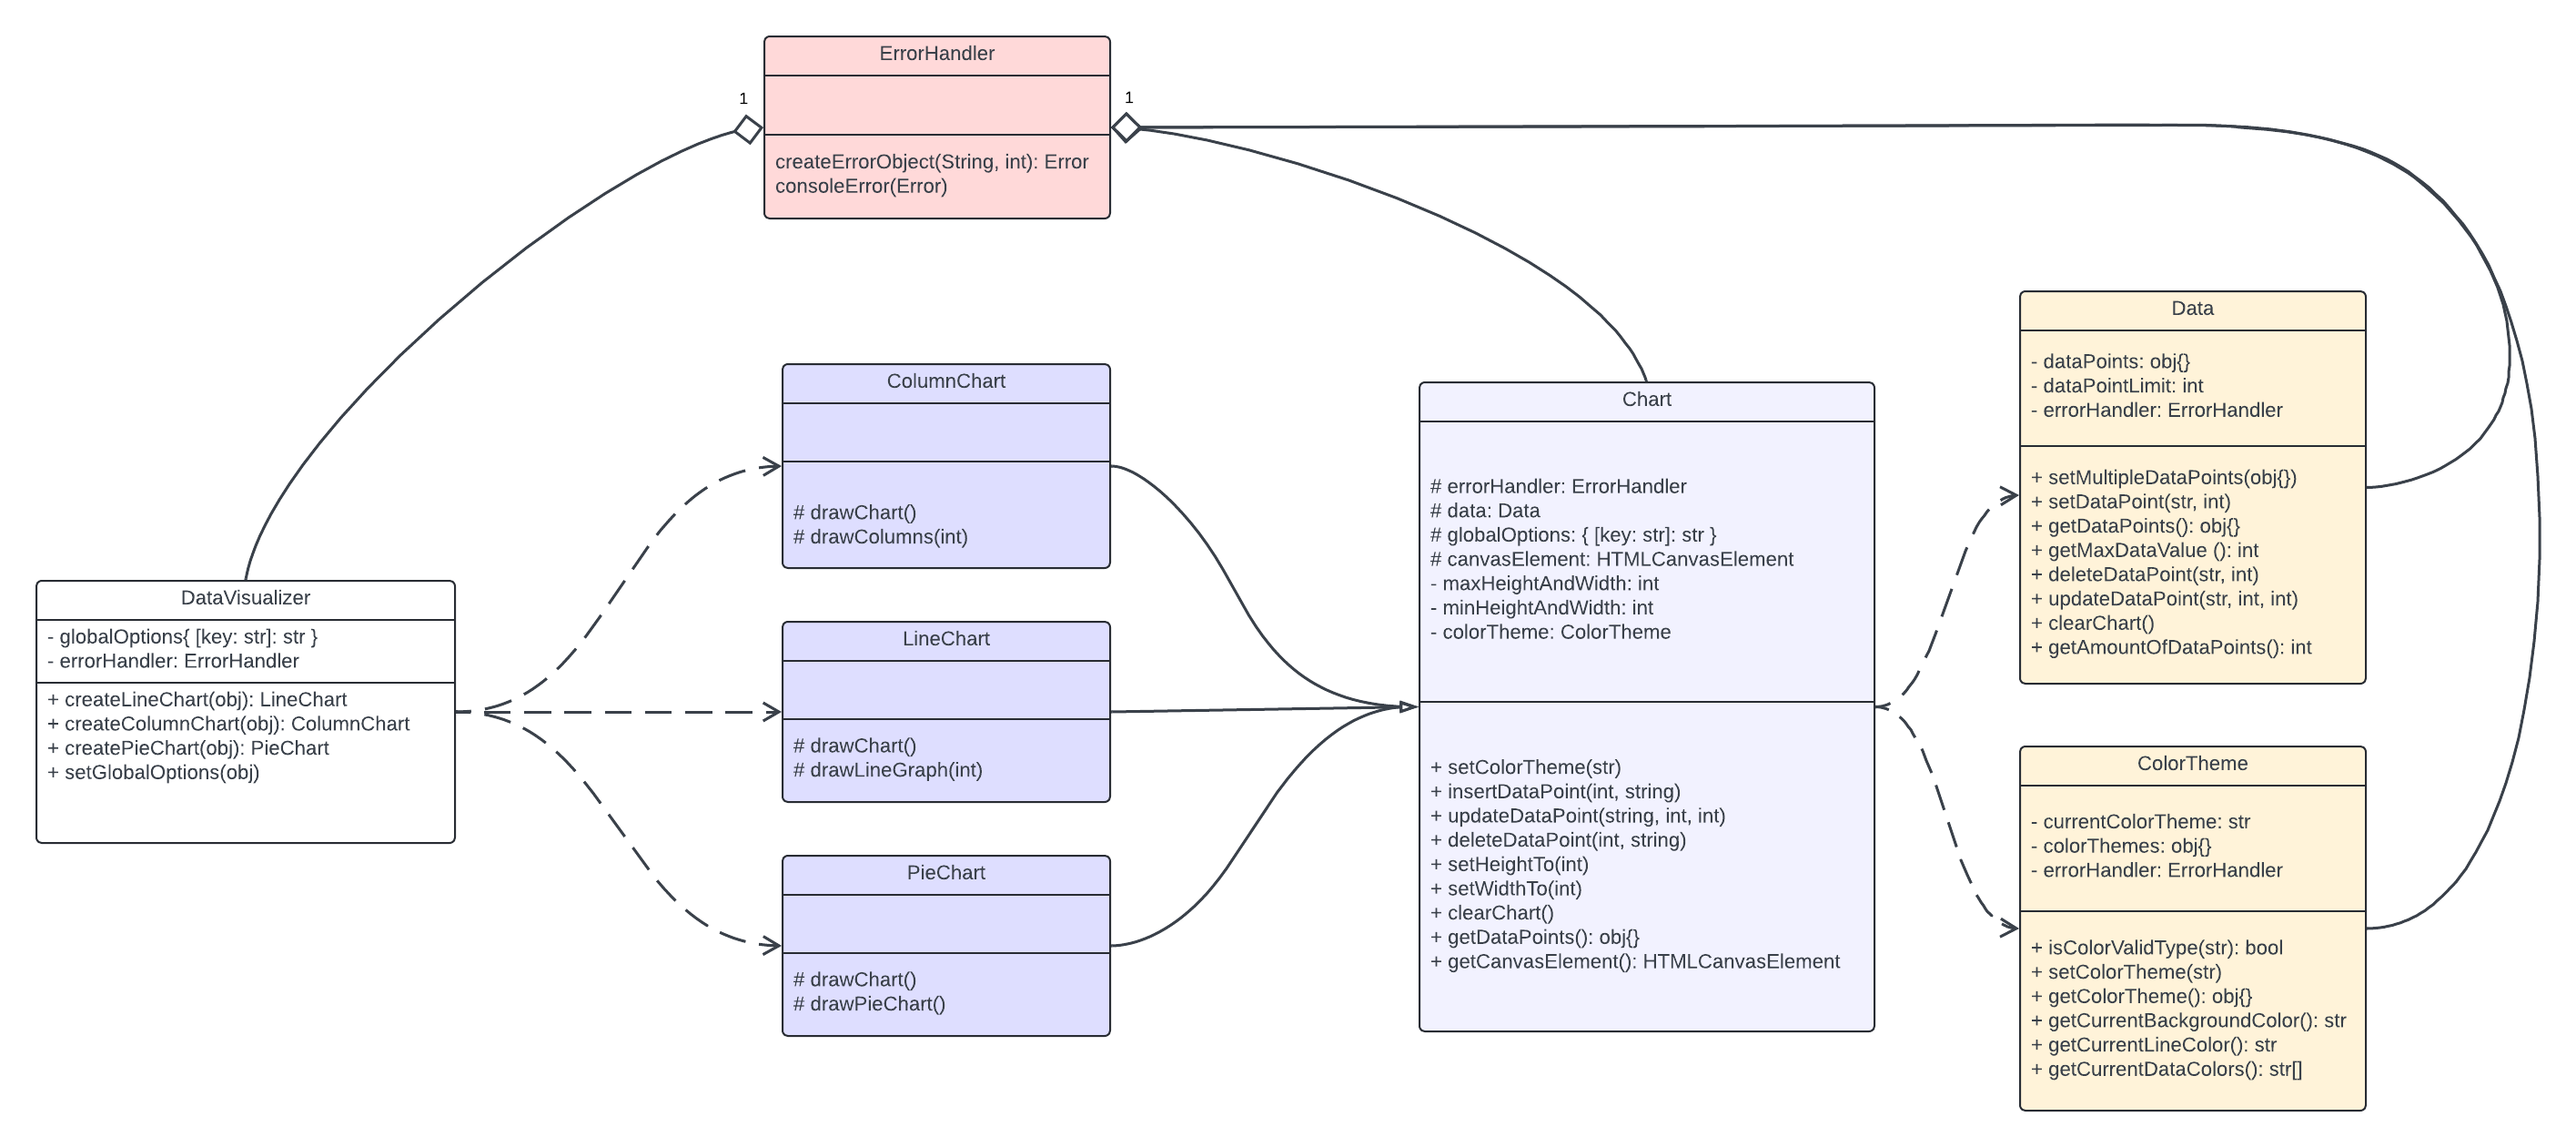 ErrorHandler
1
1
createErrorObject(String, int): Error
consoleError(Error)
DataVisualizer
- globalOptions{ [key: str]: str }
- errorHandler: ErrorHandler
+ createLineChart(obj): LineChart
+ createColumnChart(obj): ColumnChart
+ createPieChart(obj): PieChart
+ setGlobalOptions(obj)
ColumnChart
# drawChart()
# drawColumns(int)
LineChart
# drawChart()
# drawLineGraph(int)
PieChart
# drawChart()
# drawPieChart()
Chart
# errorHandler: ErrorHandler
# data: Data
# globalOptions: { [key: str]: str }
# canvasElement: HTMLCanvasElement
- maxHeightAndWidth: int
- minHeightAndWidth: int
- colorTheme: ColorTheme
+ setColorTheme(str)
+ insertDataPoint(int, string)
+ updateDataPoint(string, int, int)
+ deleteDataPoint(int, string)
+ setHeightTo(int)
+ setWidthTo(int)
+ clearChart()
+ getDataPoints(): obj{}
+ getCanvasElement(): HTMLCanvasElement
Data
- dataPoints: obj{}
- dataPointLimit: int
- errorHandler: ErrorHandler
+ setMultipleDataPoints(obj{})
+ setDataPoint(str, int)
+ getDataPoints(): obj{}
+ getMaxDataValue (): int
+ deleteDataPoint(str, int)
+ updateDataPoint(str, int, int)
+ clearChart()
+ getAmountOfDataPoints(): int
ColorTheme
- currentColorTheme: str
- colorThemes: obj{}
- errorHandler: ErrorHandler
+ isColorValidType(str): bool
+ setColorTheme(str)
+ getColorTheme(): obj{}
+ getCurrentBackgroundColor(): str
+ getCurrentLineColor(): str
+ getCurrentDataColors(): str[]